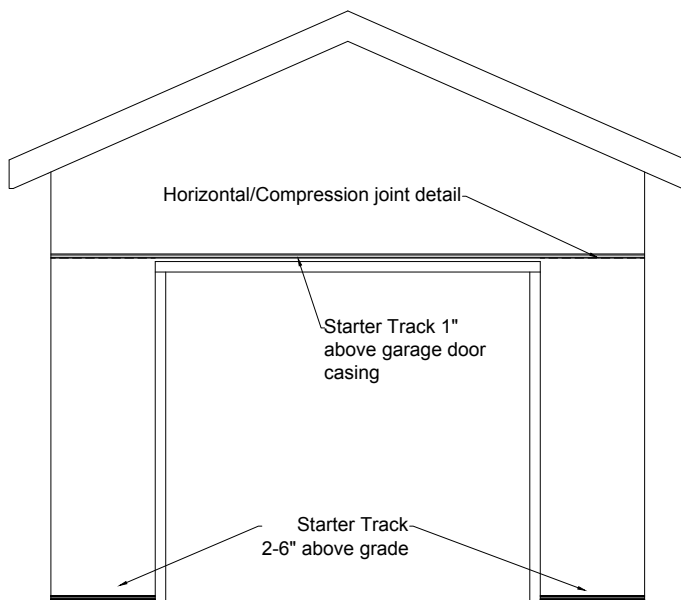 Horizontal/Compression joint detail
Starter Track 1"
above garage door
casing
Starter Track
2-6" above grade